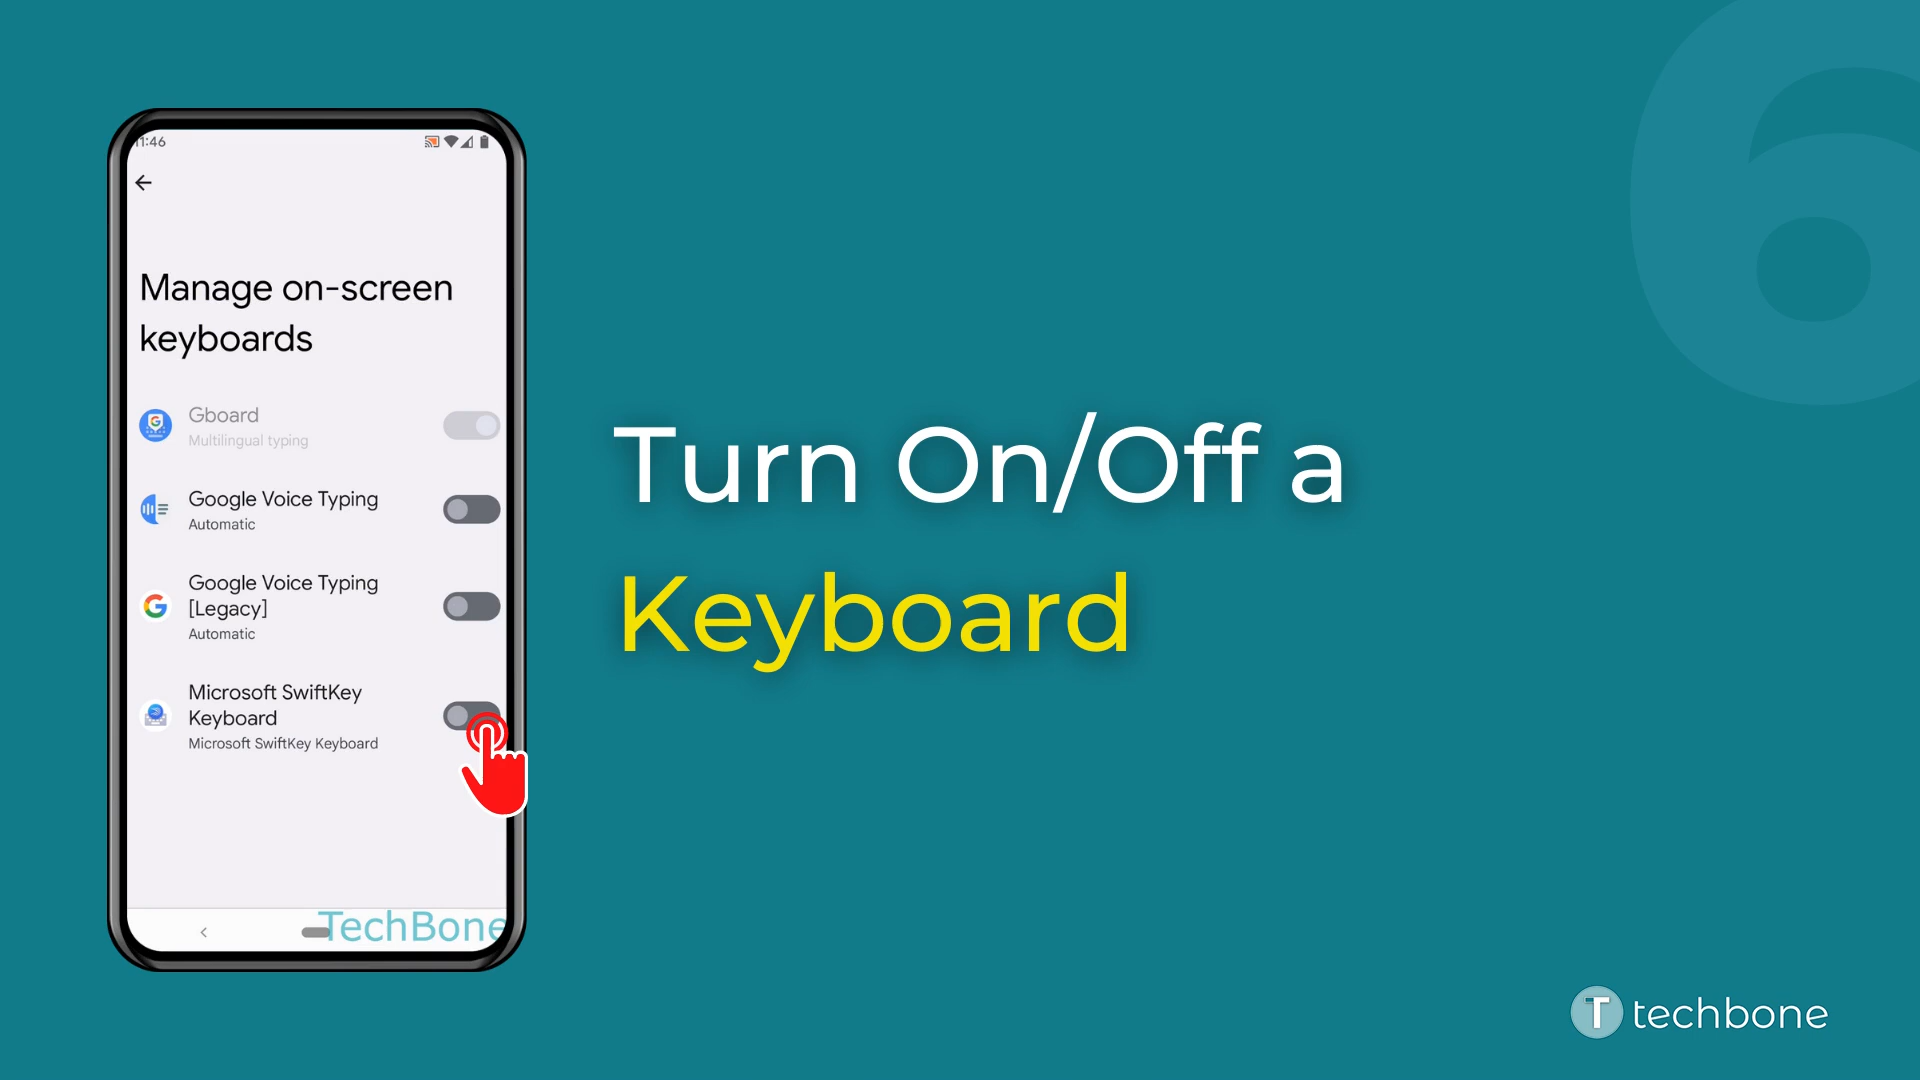 11:46
Manage on-screen
keyboards
Gboard
Multilingual typing
Google Voice Typing
Automatic
Google Voice Typing
[Legacy]
Automatic
Microsoft SwiftKey
Keyboard
Microsoft SwiftKey Keyboard
TechBone
Turn On/Off a
Keyboard
6
T techbone